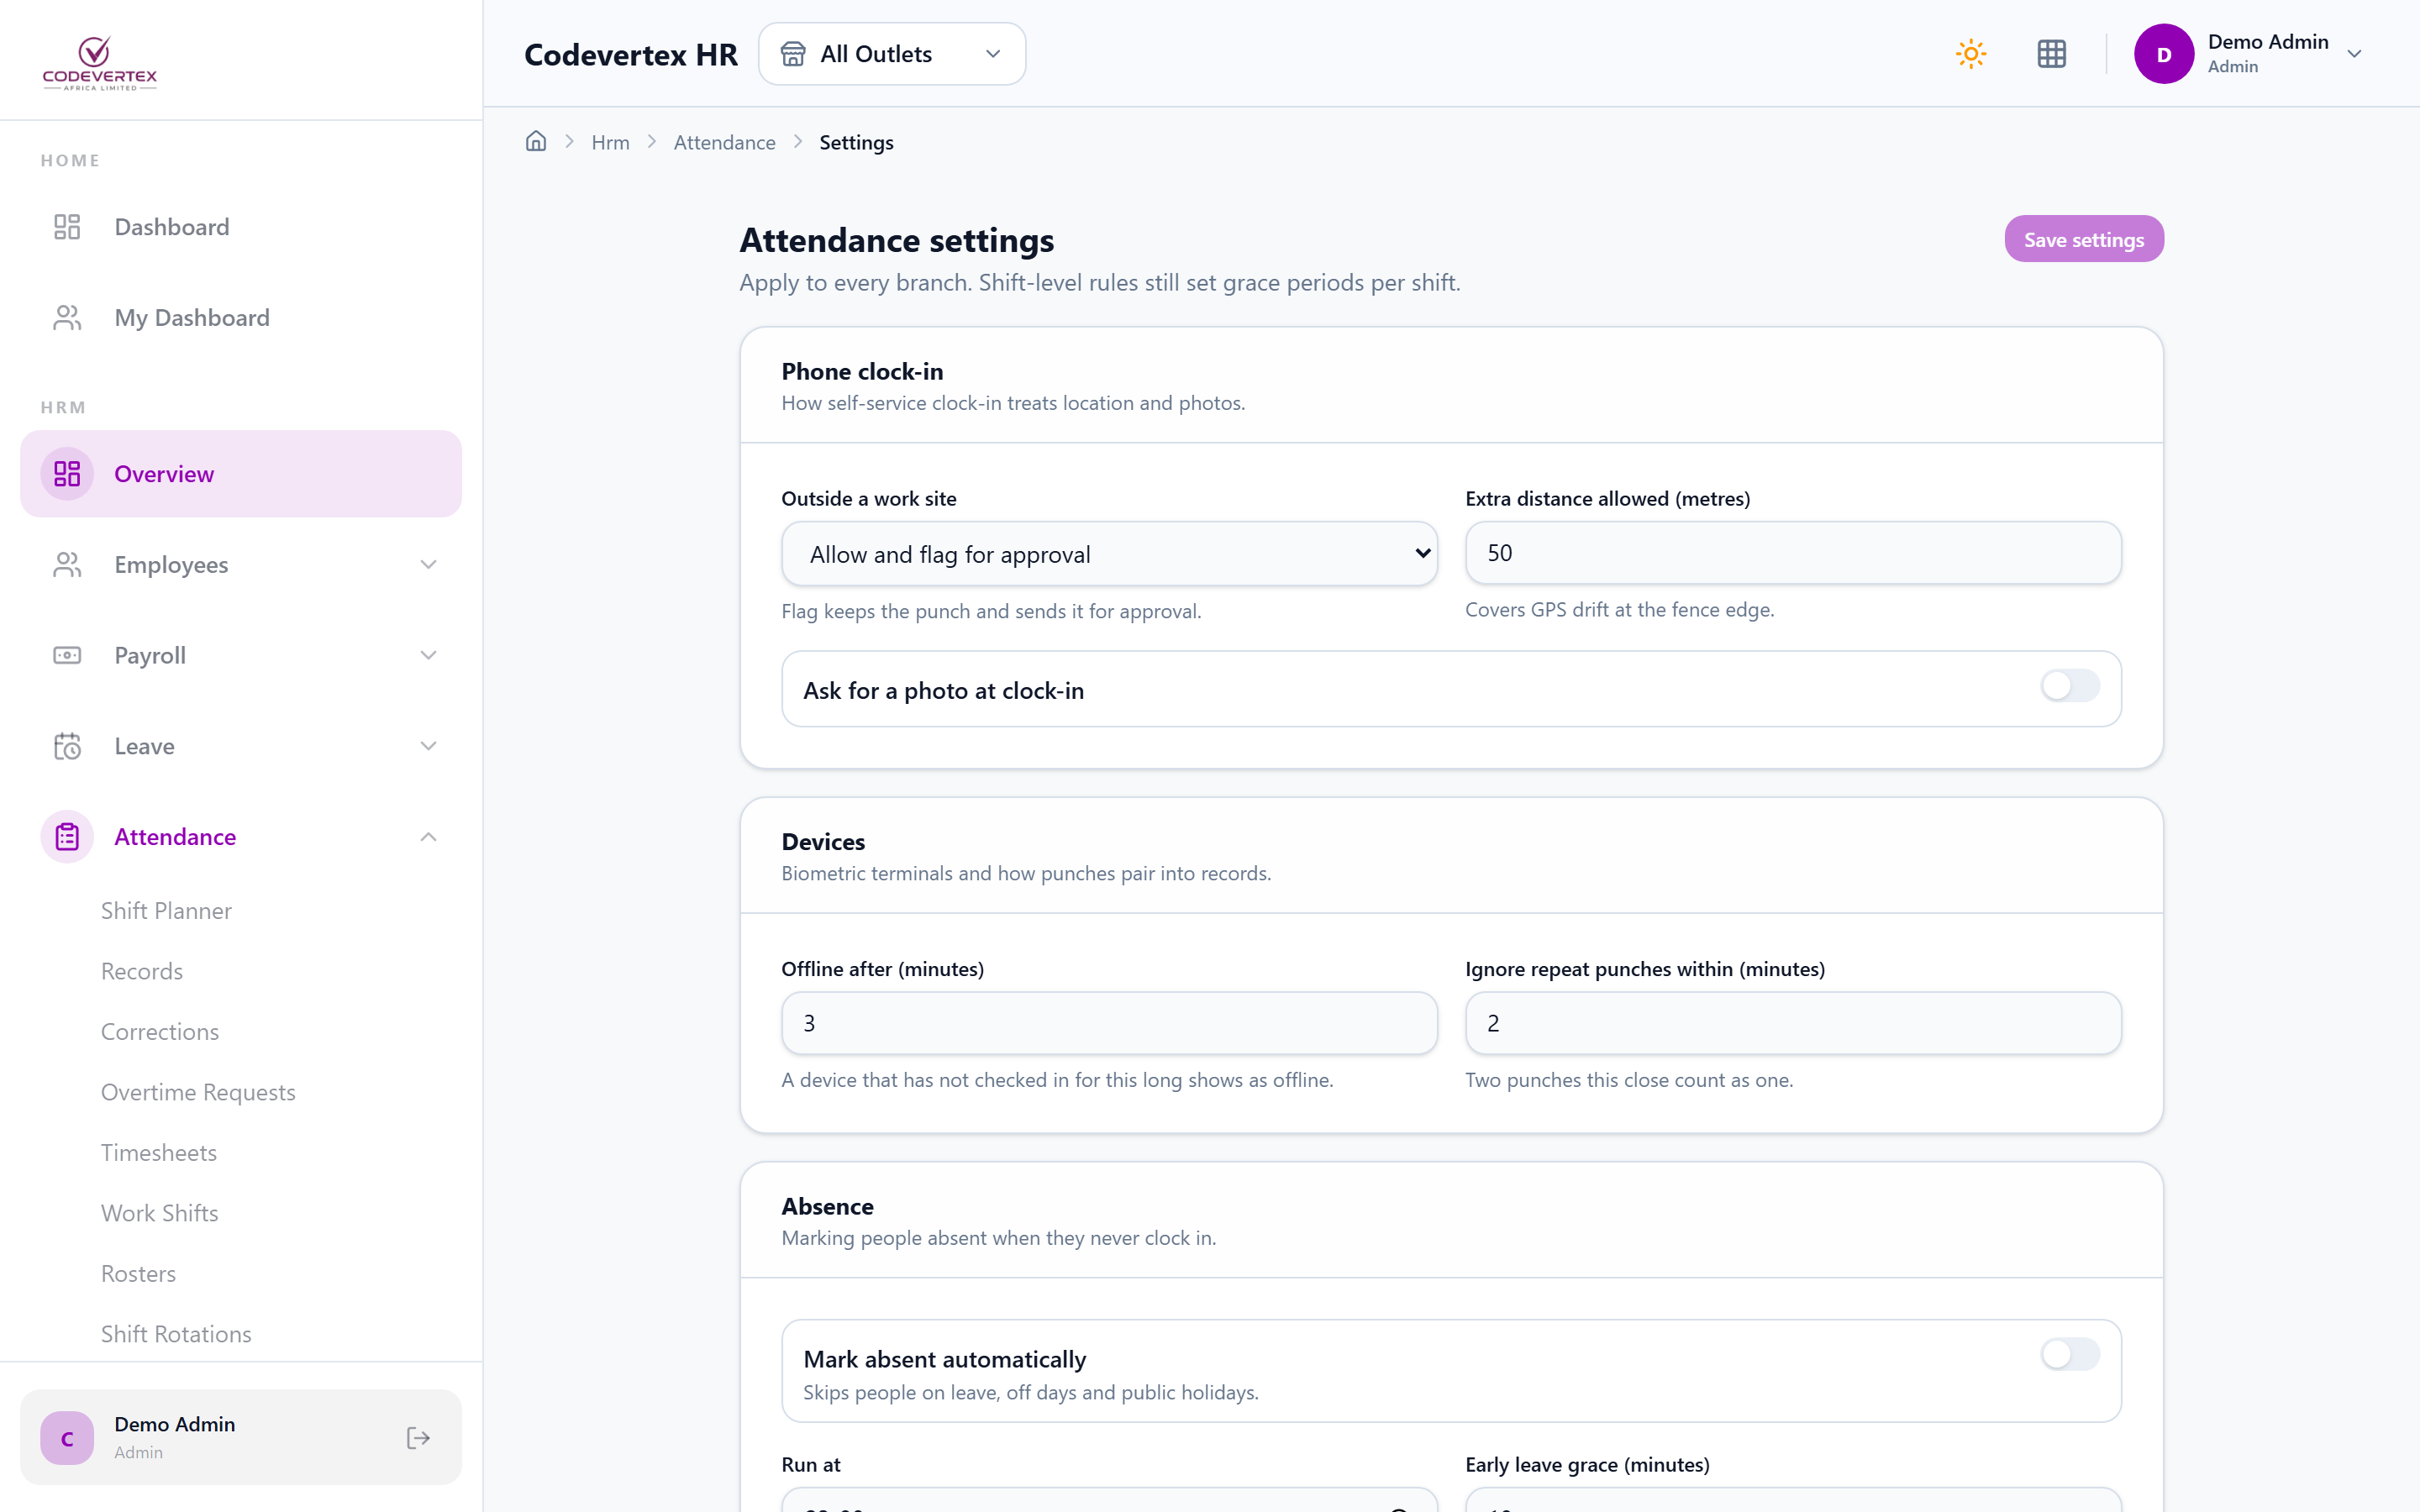 CODEVERTEX
AFRICA LIMITED
HOME
Dashboard
My Dashboard
HRM
Overview
Employees
Payroll
Leave
Attendance
Shift Planner
Records
Corrections
Overtime Requests
Timesheets
Work Shifts
Rosters
Shift Rotations
C
Demo Admin
Admin
Codevertex HR
All Outlets
D
Demo Admin
Admin
Hrm
Attendance
Settings
Attendance settings
Apply to every branch. Shift-level rules still set grace periods per shift.
Save settings
Phone clock-in
How self-service clock-in treats location and photos.
Outside a work site
Allow and flag for approval
Flag keeps the punch and sends it for approval.
Extra distance allowed (metres)
50
Covers GPS drift at the fence edge.
Ask for a photo at clock-in
Devices
Biometric terminals and how punches pair into records.
Offline after (minutes)
3
A device that has not checked in for this long shows as offline.
Ignore repeat punches within (minutes)
2
Two punches this close count as one.
Absence
Marking people absent when they never clock in.
Mark absent automatically
Skips people on leave, off days and public holidays.
Run at
Early leave grace (minutes)